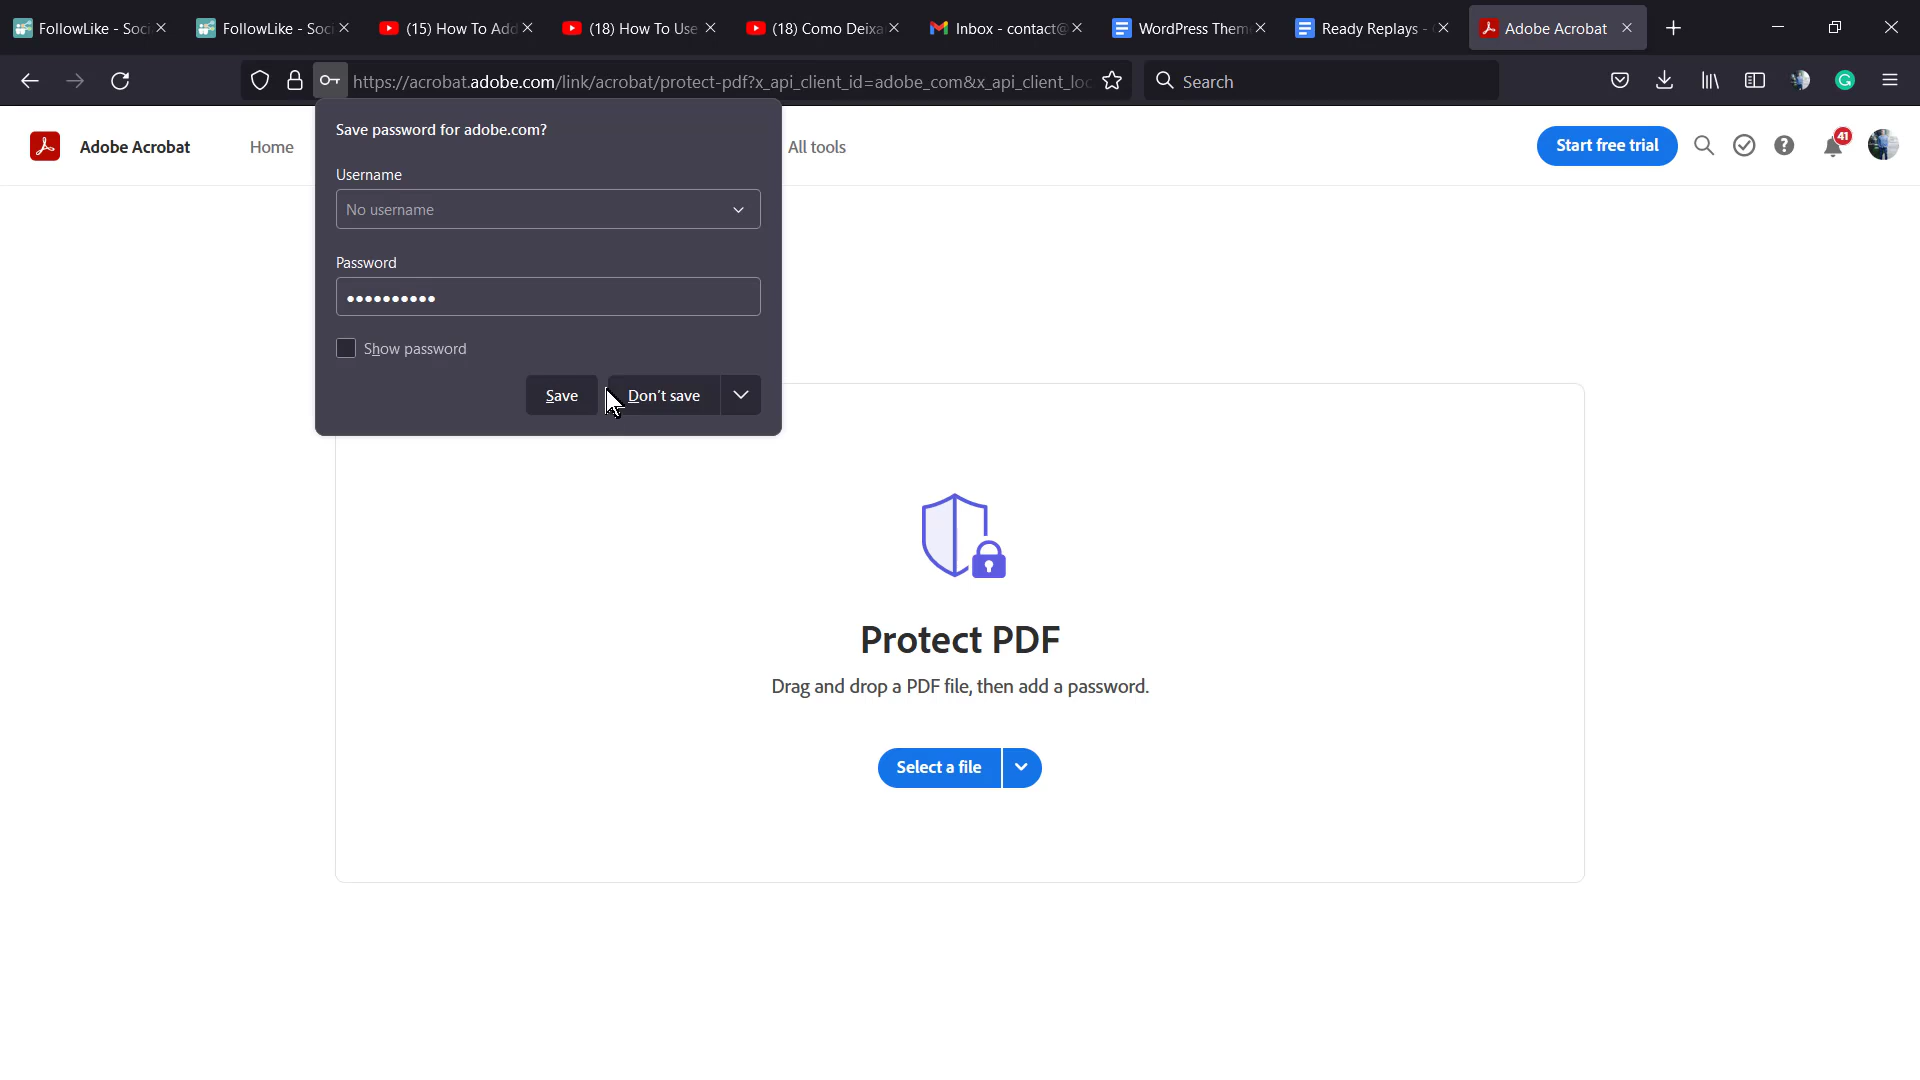 FollowLike - Soci
FollowLike - Soci
(15) How To Add
(18) How To Use
(18) Como Deixa
Inbox - contact@
WordPress Them
Ready Replays -
Adobe Acrobat
https://acrobat.adobe.com/link/acrobat/protect-pdf?x_api_client_id=adobe_com&x_api_client_loc
Search
Adobe Acrobat
Home
All tools
Start free trial
41
Save password for adobe.com?
Username
No username
Password
••••••••••
Show password
Save
Don't save
Protect PDF
Drag and drop a PDF file, then add a password.
Select a file